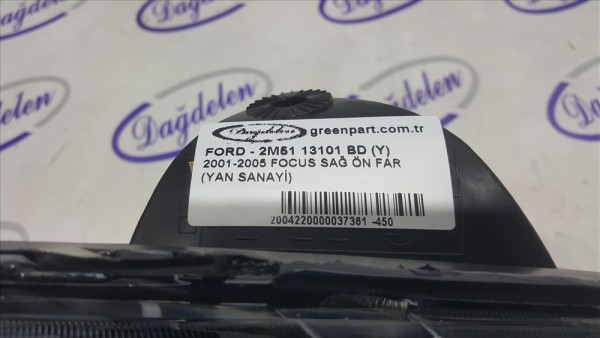 Dağdelen
Dağdelen
Dağdelen greenpart.com.tr
FORD - 2M51 13101 BD (Y)
2001-2005 FOCUS SAĞ ÖN FAR
(YAN SANAYİ)
2004220000037361 -450
Dağdelen